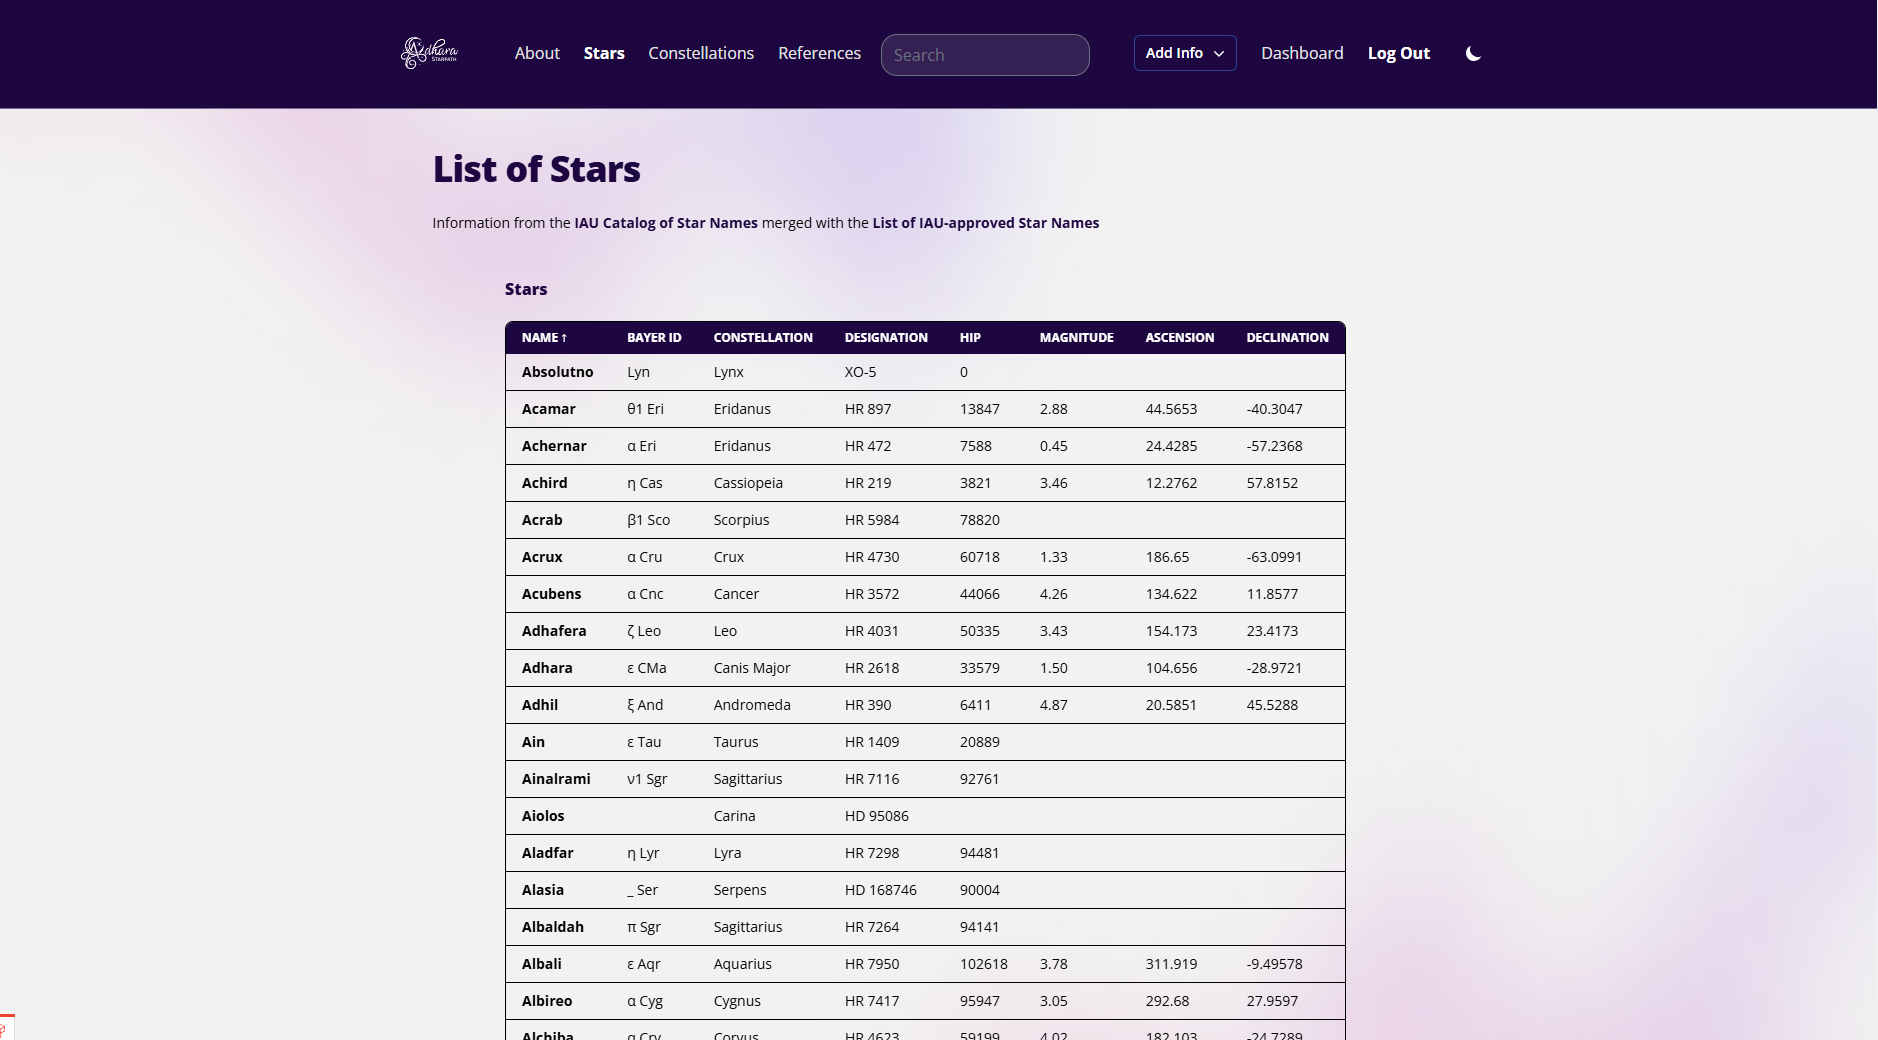 Adhara
STARPATH
About Stars Constellations References Search Add Info Dashboard Log Out
List of Stars
Information from the IAU Catalog of Star Names merged with the List of IAU-approved Star Names
Stars
NAME ↑ BAYER ID CONSTELLATION DESIGNATION HIP MAGNITUDE ASCENSION DECLINATION
Absolutno Lyn Lynx XO-5 0
Acamar θ1 Eri Eridanus HR 897 13847 2.88 44.5653 -40.3047
Achernar α Eri Eridanus HR 472 7588 0.45 24.4285 -57.2368
Achird η Cas Cassiopeia HR 219 3821 3.46 12.2762 57.8152
Acrab β1 Sco Scorpius HR 5984 78820
Acrux α Cru Crux HR 4730 60718 1.33 186.65 -63.0991
Acubens α Cnc Cancer HR 3572 44066 4.26 134.622 11.8577
Adhafera ζ Leo Leo HR 4031 50335 3.43 154.173 23.4173
Adhara ε CMa Canis Major HR 2618 33579 1.50 104.656 -28.9721
Adhil ξ And Andromeda HR 390 6411 4.87 20.5851 45.5288
Ain ε Tau Taurus HR 1409 20889
Ainalrami ν1 Sgr Sagittarius HR 7116 92761
Aiolos Carina HD 95086
Aladfar η Lyr Lyra HR 7298 94481
Alasia _ Ser Serpens HD 168746 90004
Albaldah π Sgr Sagittarius HR 7264 94141
Albali ε Aqr Aquarius HR 7950 102618 3.78 311.919 -9.49578
Albireo α Cyg Cygnus HR 7417 95947 3.05 292.68 27.9597
Alchiba α Crv Corvus HR 4623 59199 4.02 182.103 -24.7289